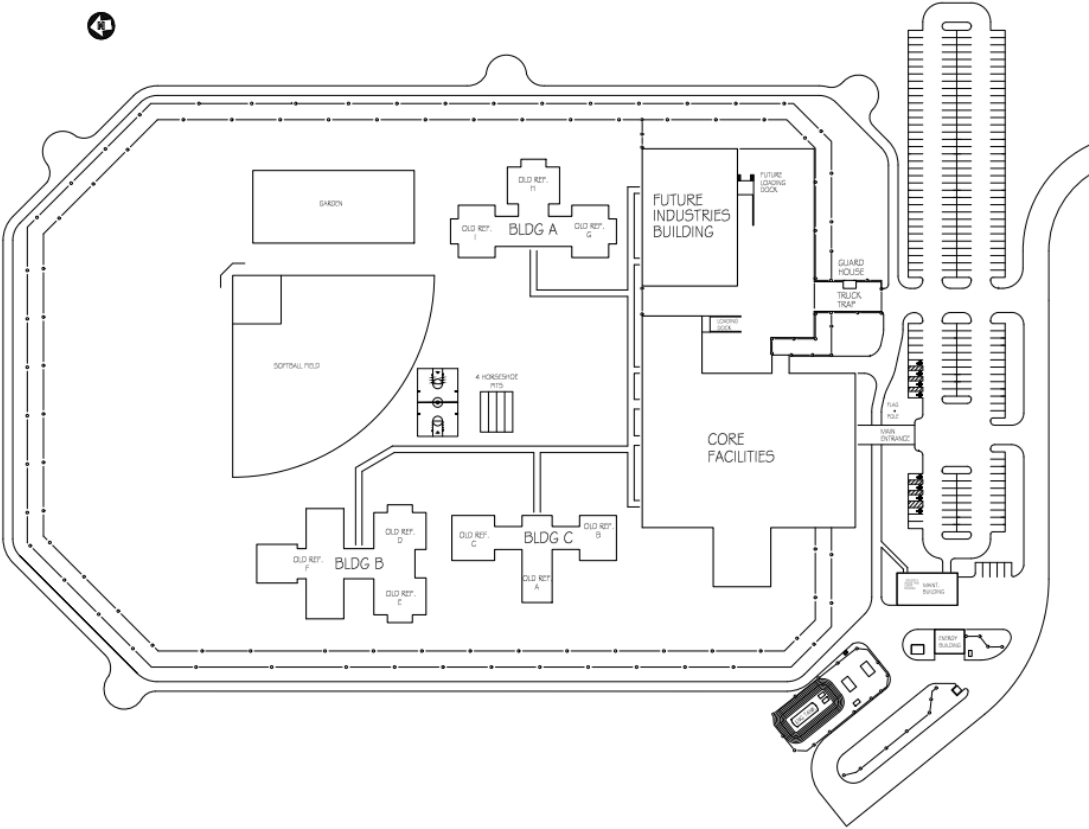 N
OLD REF.
H
OLD REF.
I
BLDG A
OLD REF.
G
GARDEN
FUTURE
INDUSTRIES
BUILDING
FUTURE
LOADING
DOCK
GUARD
HOUSE
TRUCK
TRAP
LOADING
DOCK
SOFTBALL FIELD
4 HORSESHOE
PITS
FLAG
POLE
MAIN
ENTRANCE
CORE
FACILITIES
OLD REF.
D
OLD REF.
F
BLDG B
OLD REF.
E
OLD REF.
C
BLDG C
OLD REF.
B
OLD REF.
A
MAINT.
BUILDING
ENERGY
BUILDING